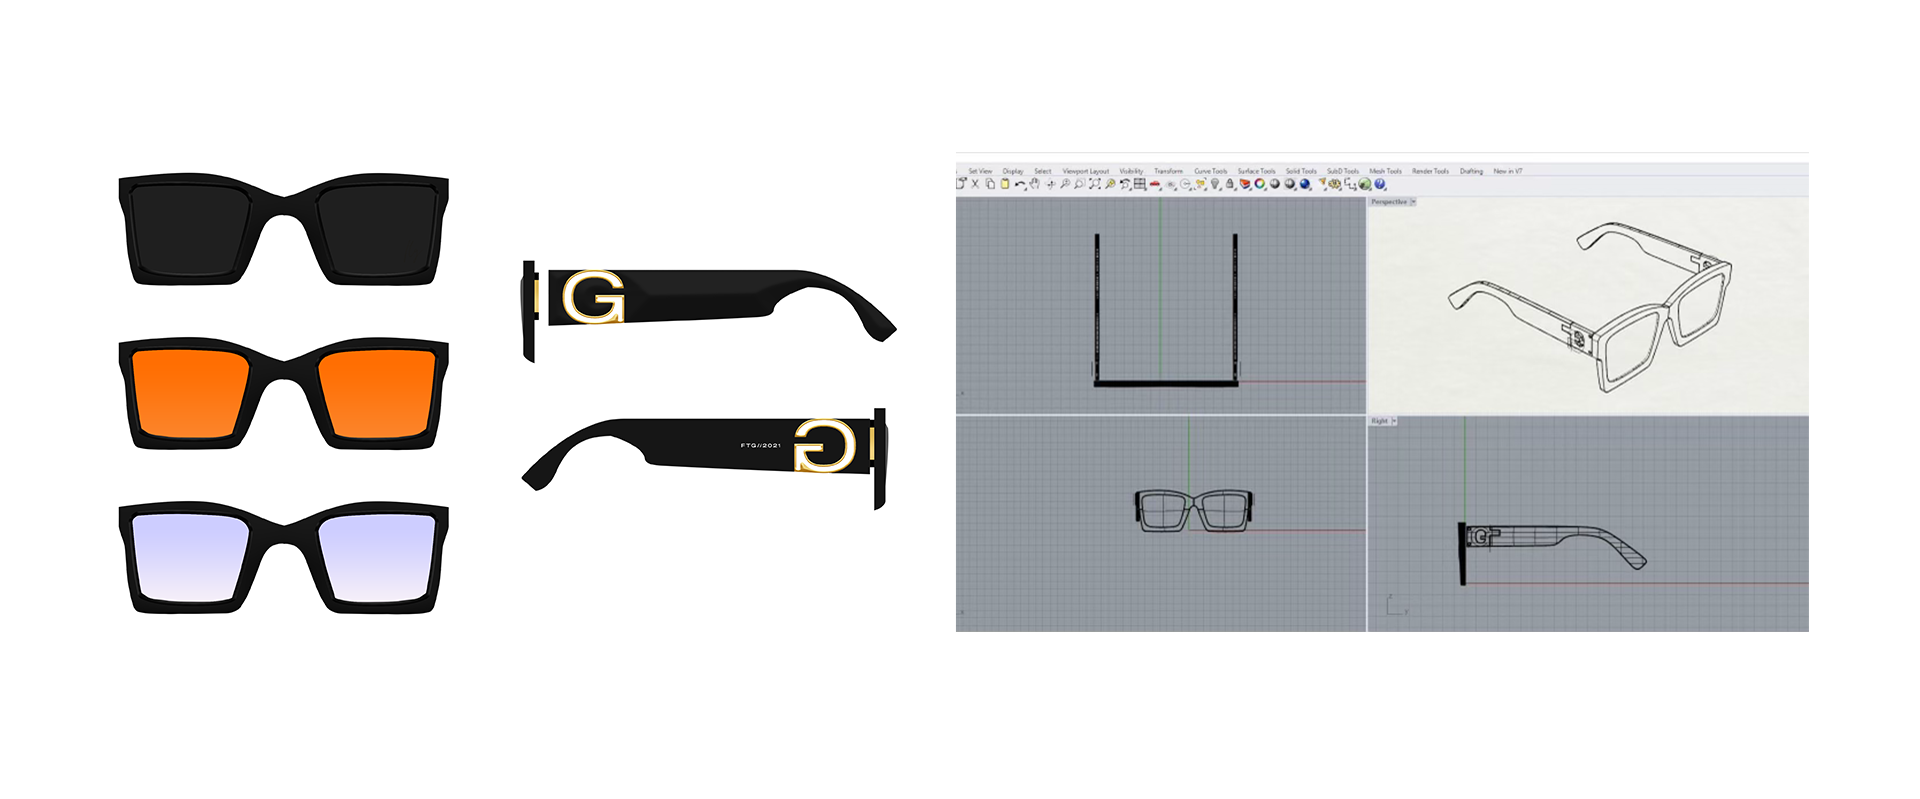 G
FTG//2021
G
Set View Display Select Viewport Layout Visibility Transform Curve Tools Surface Tools Solid Tools SubD Tools Mesh Tools Render Tools Drafting New in V7
Perspective
Right
G